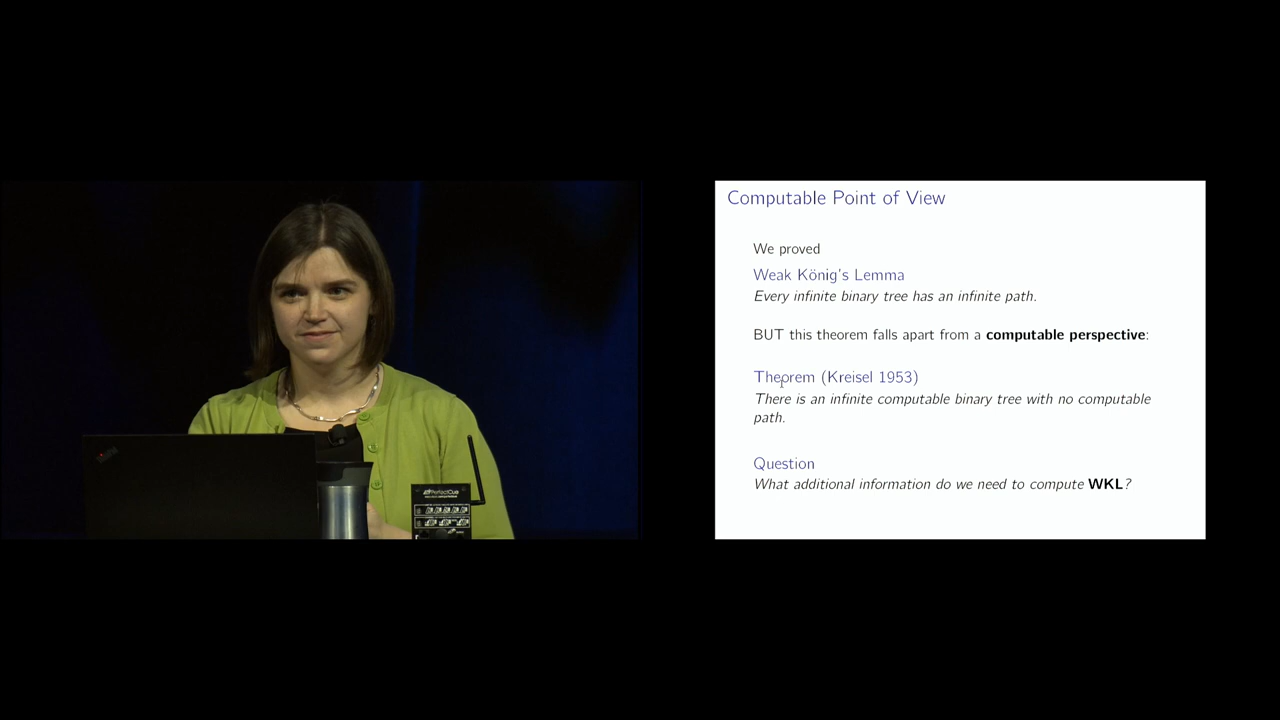 Computable Point of View
We proved
Weak König's Lemma
Every infinite binary tree has an infinite path.
BUT this theorem falls apart from a computable perspective:
Theorem (Kreisel 1953)
There is an infinite computable binary tree with no computable
path.
Question
What additional information do we need to compute WKL?
PerfectCue